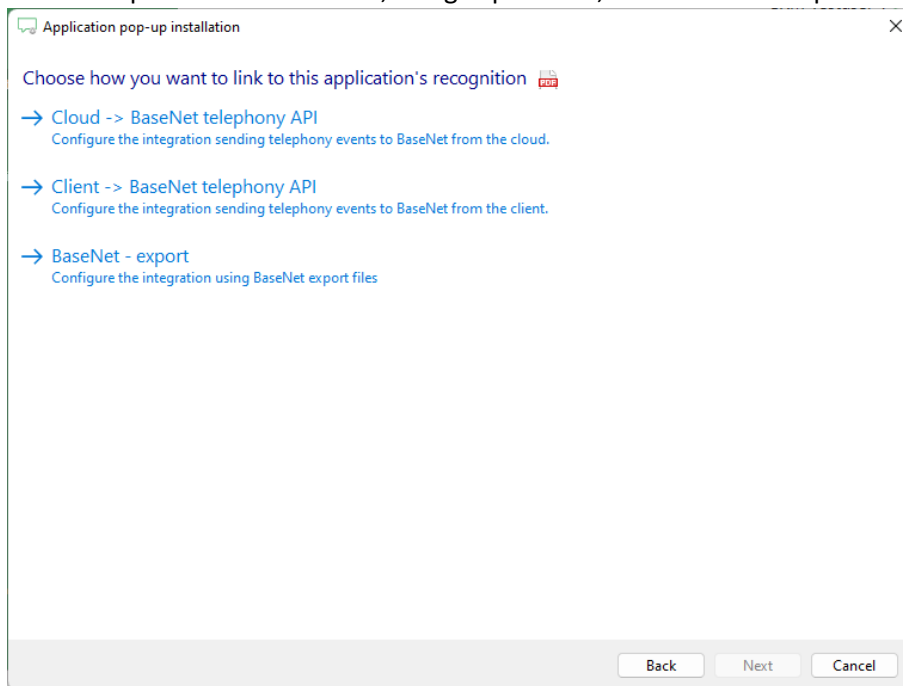 Application pop-up installation
Choose how you want to link to this application's recognition PDF
→ Cloud -> BaseNet telephony API
Configure the integration sending telephony events to BaseNet from the cloud.
→ Client -> BaseNet telephony API
Configure the integration sending telephony events to BaseNet from the client.
→ BaseNet - export
Configure the integration using BaseNet export files
Back Next Cancel